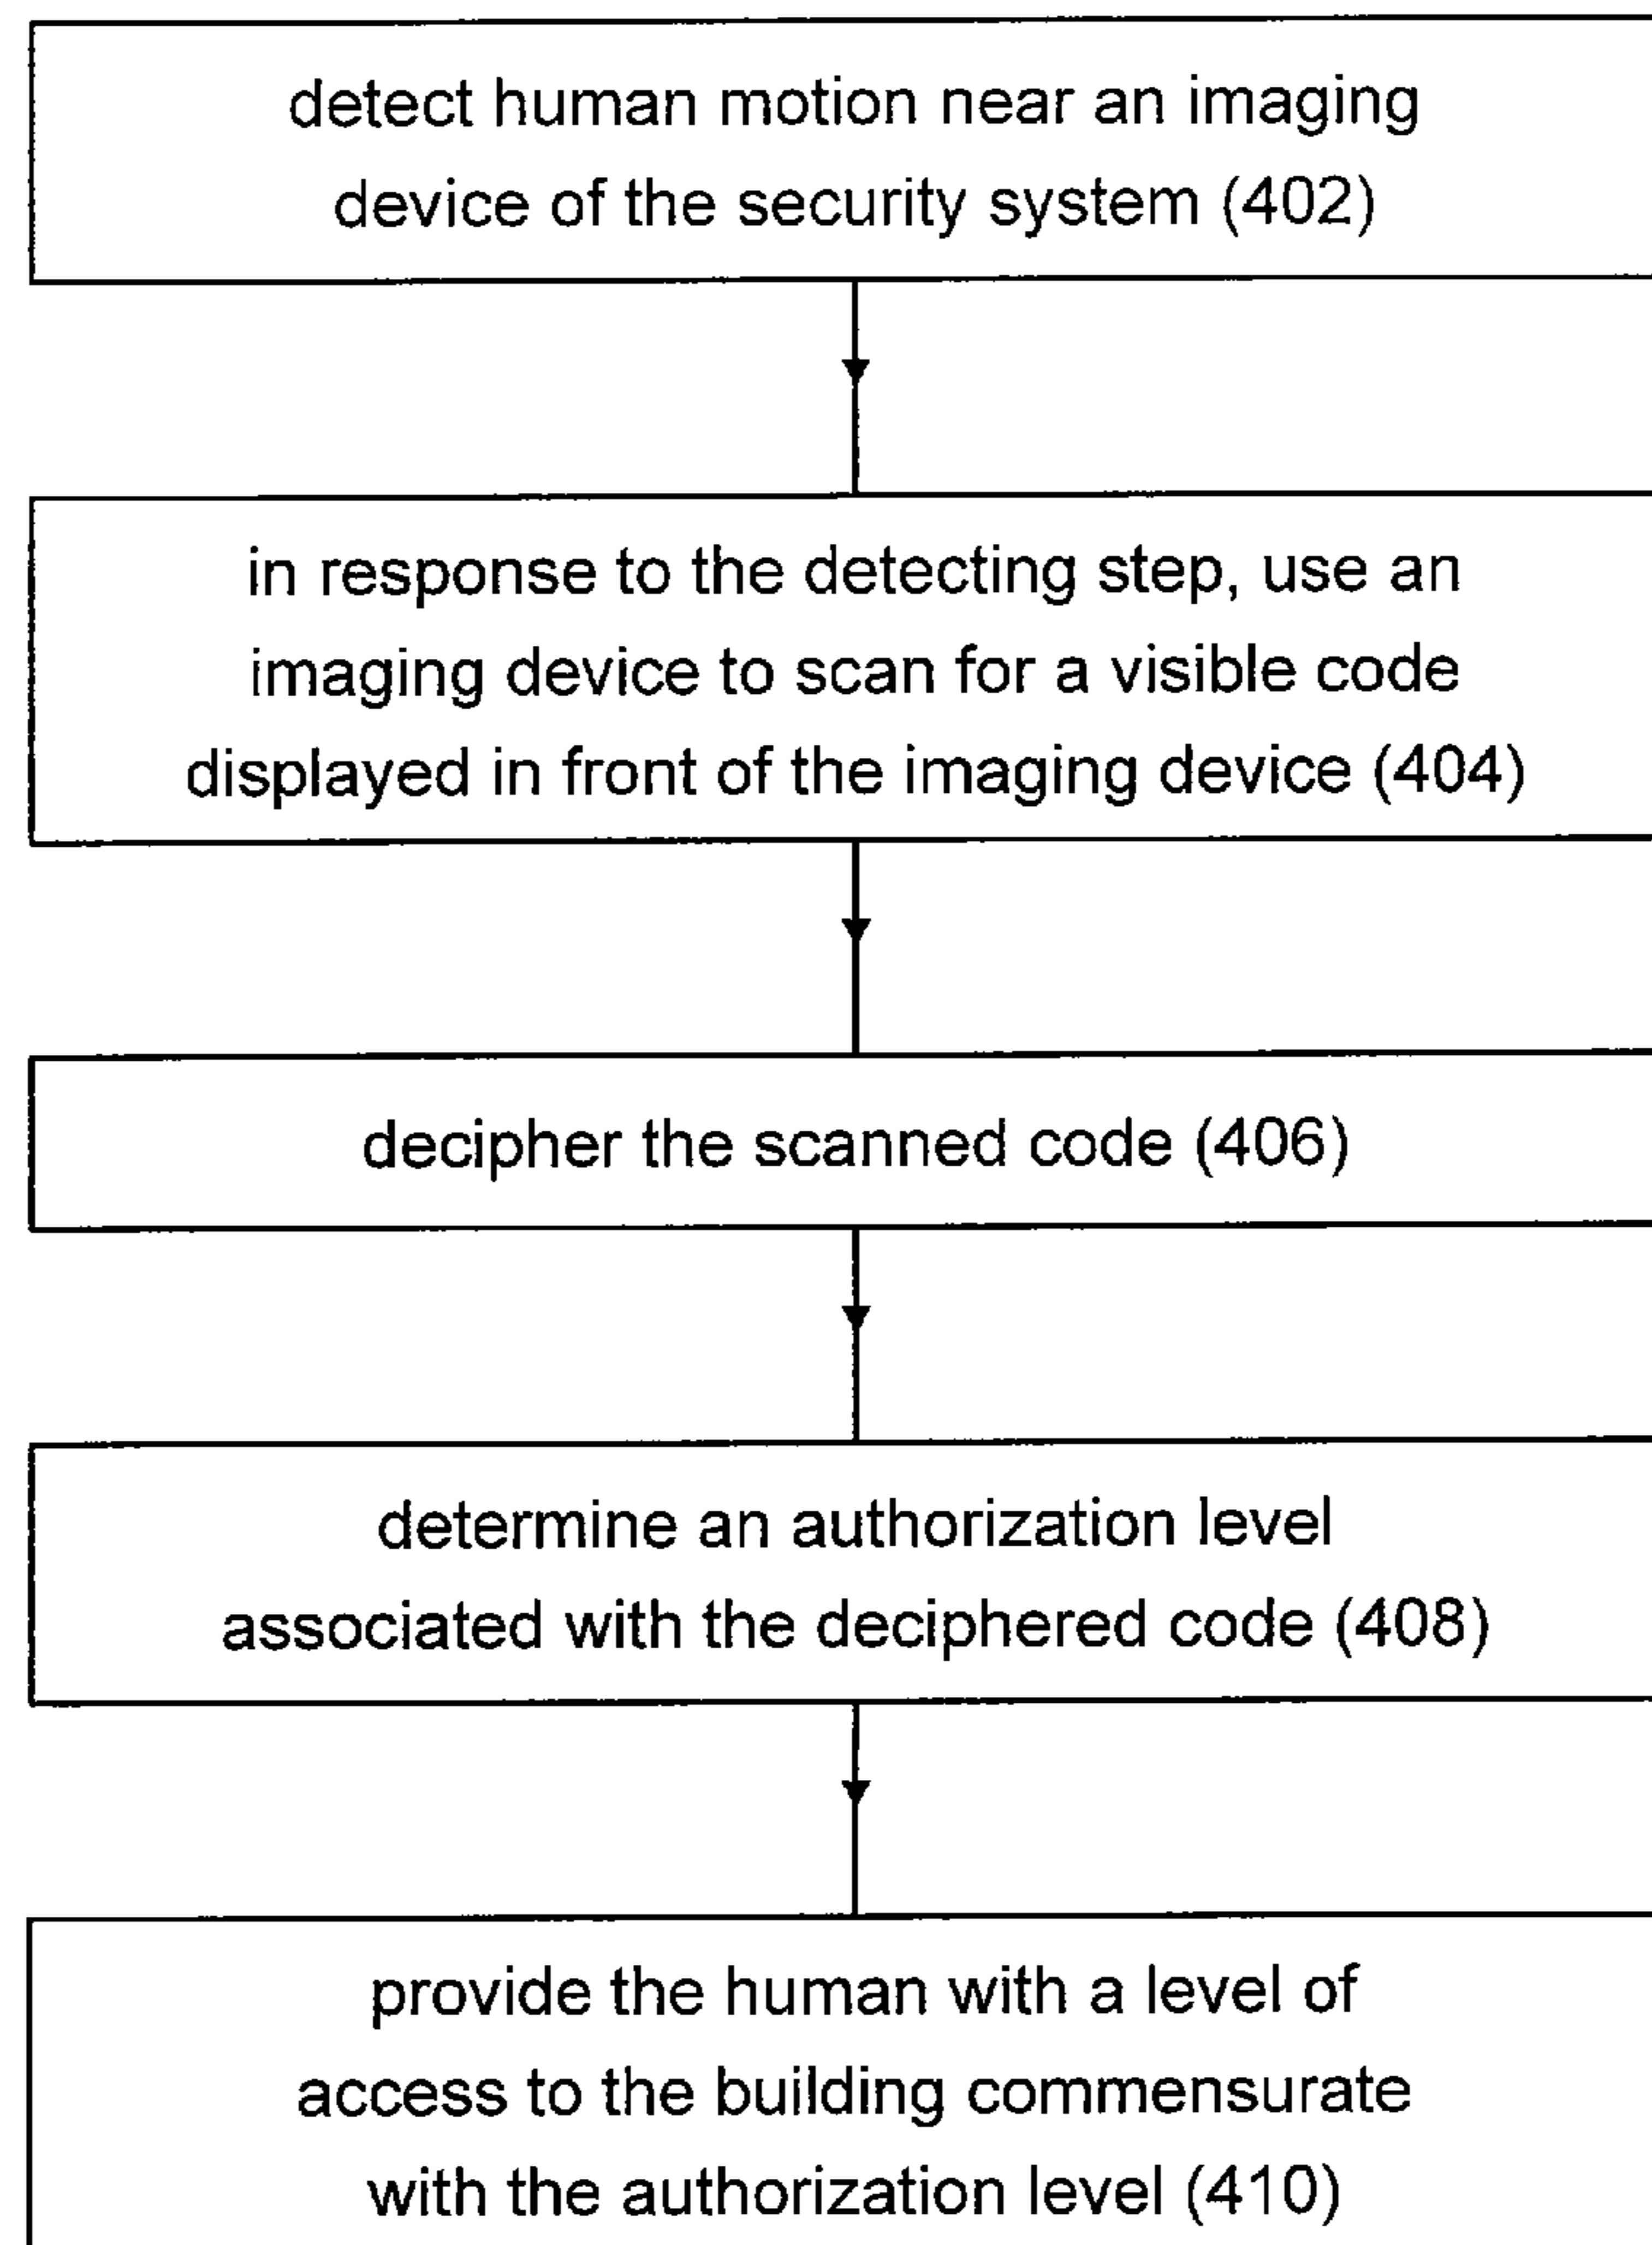 detect human motion near an imaging
device of the security system (402)
in response to the detecting step, use an
imaging device to scan for a visible code
displayed in front of the imaging device (404)
decipher the scanned code (406)
determine an authorization level
associated with the deciphered code (408)
provide the human with a level of
access to the building commensurate
with the authorization level (410)